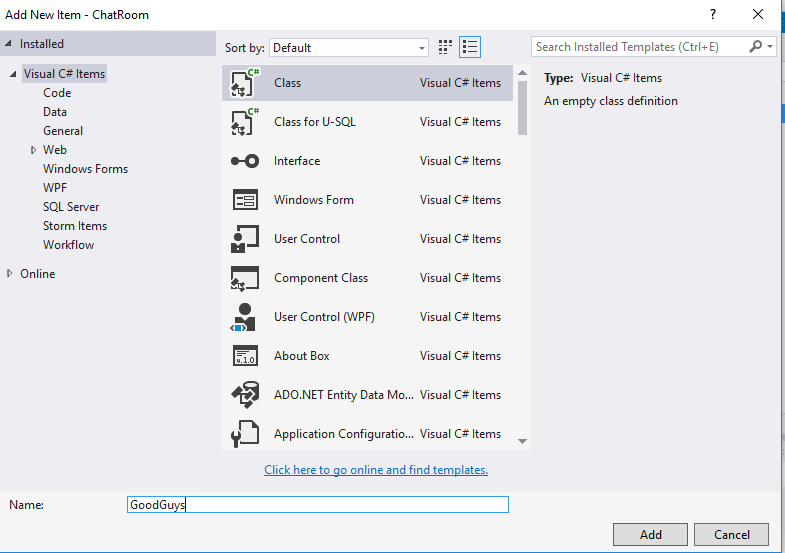 Add New Item - ChatRoom
?
Installed
Sort by: Default
Search Installed Templates (Ctrl+E)
Visual C# Items
Code
Data
General
Web
Windows Forms
WPF
SQL Server
Storm Items
Workflow
Online
C# Class Visual C# Items
C# Class for U-SQL Visual C# Items
Interface Visual C# Items
Windows Form Visual C# Items
User Control Visual C# Items
Component Class Visual C# Items
User Control (WPF) Visual C# Items
v.1.0 About Box Visual C# Items
ADO.NET Entity Data Mo... Visual C# Items
Application Configuratio... Visual C# Items
Type: Visual C# Items
An empty class definition
Click here to go online and find templates.
Name: GoodGuys
Add Cancel